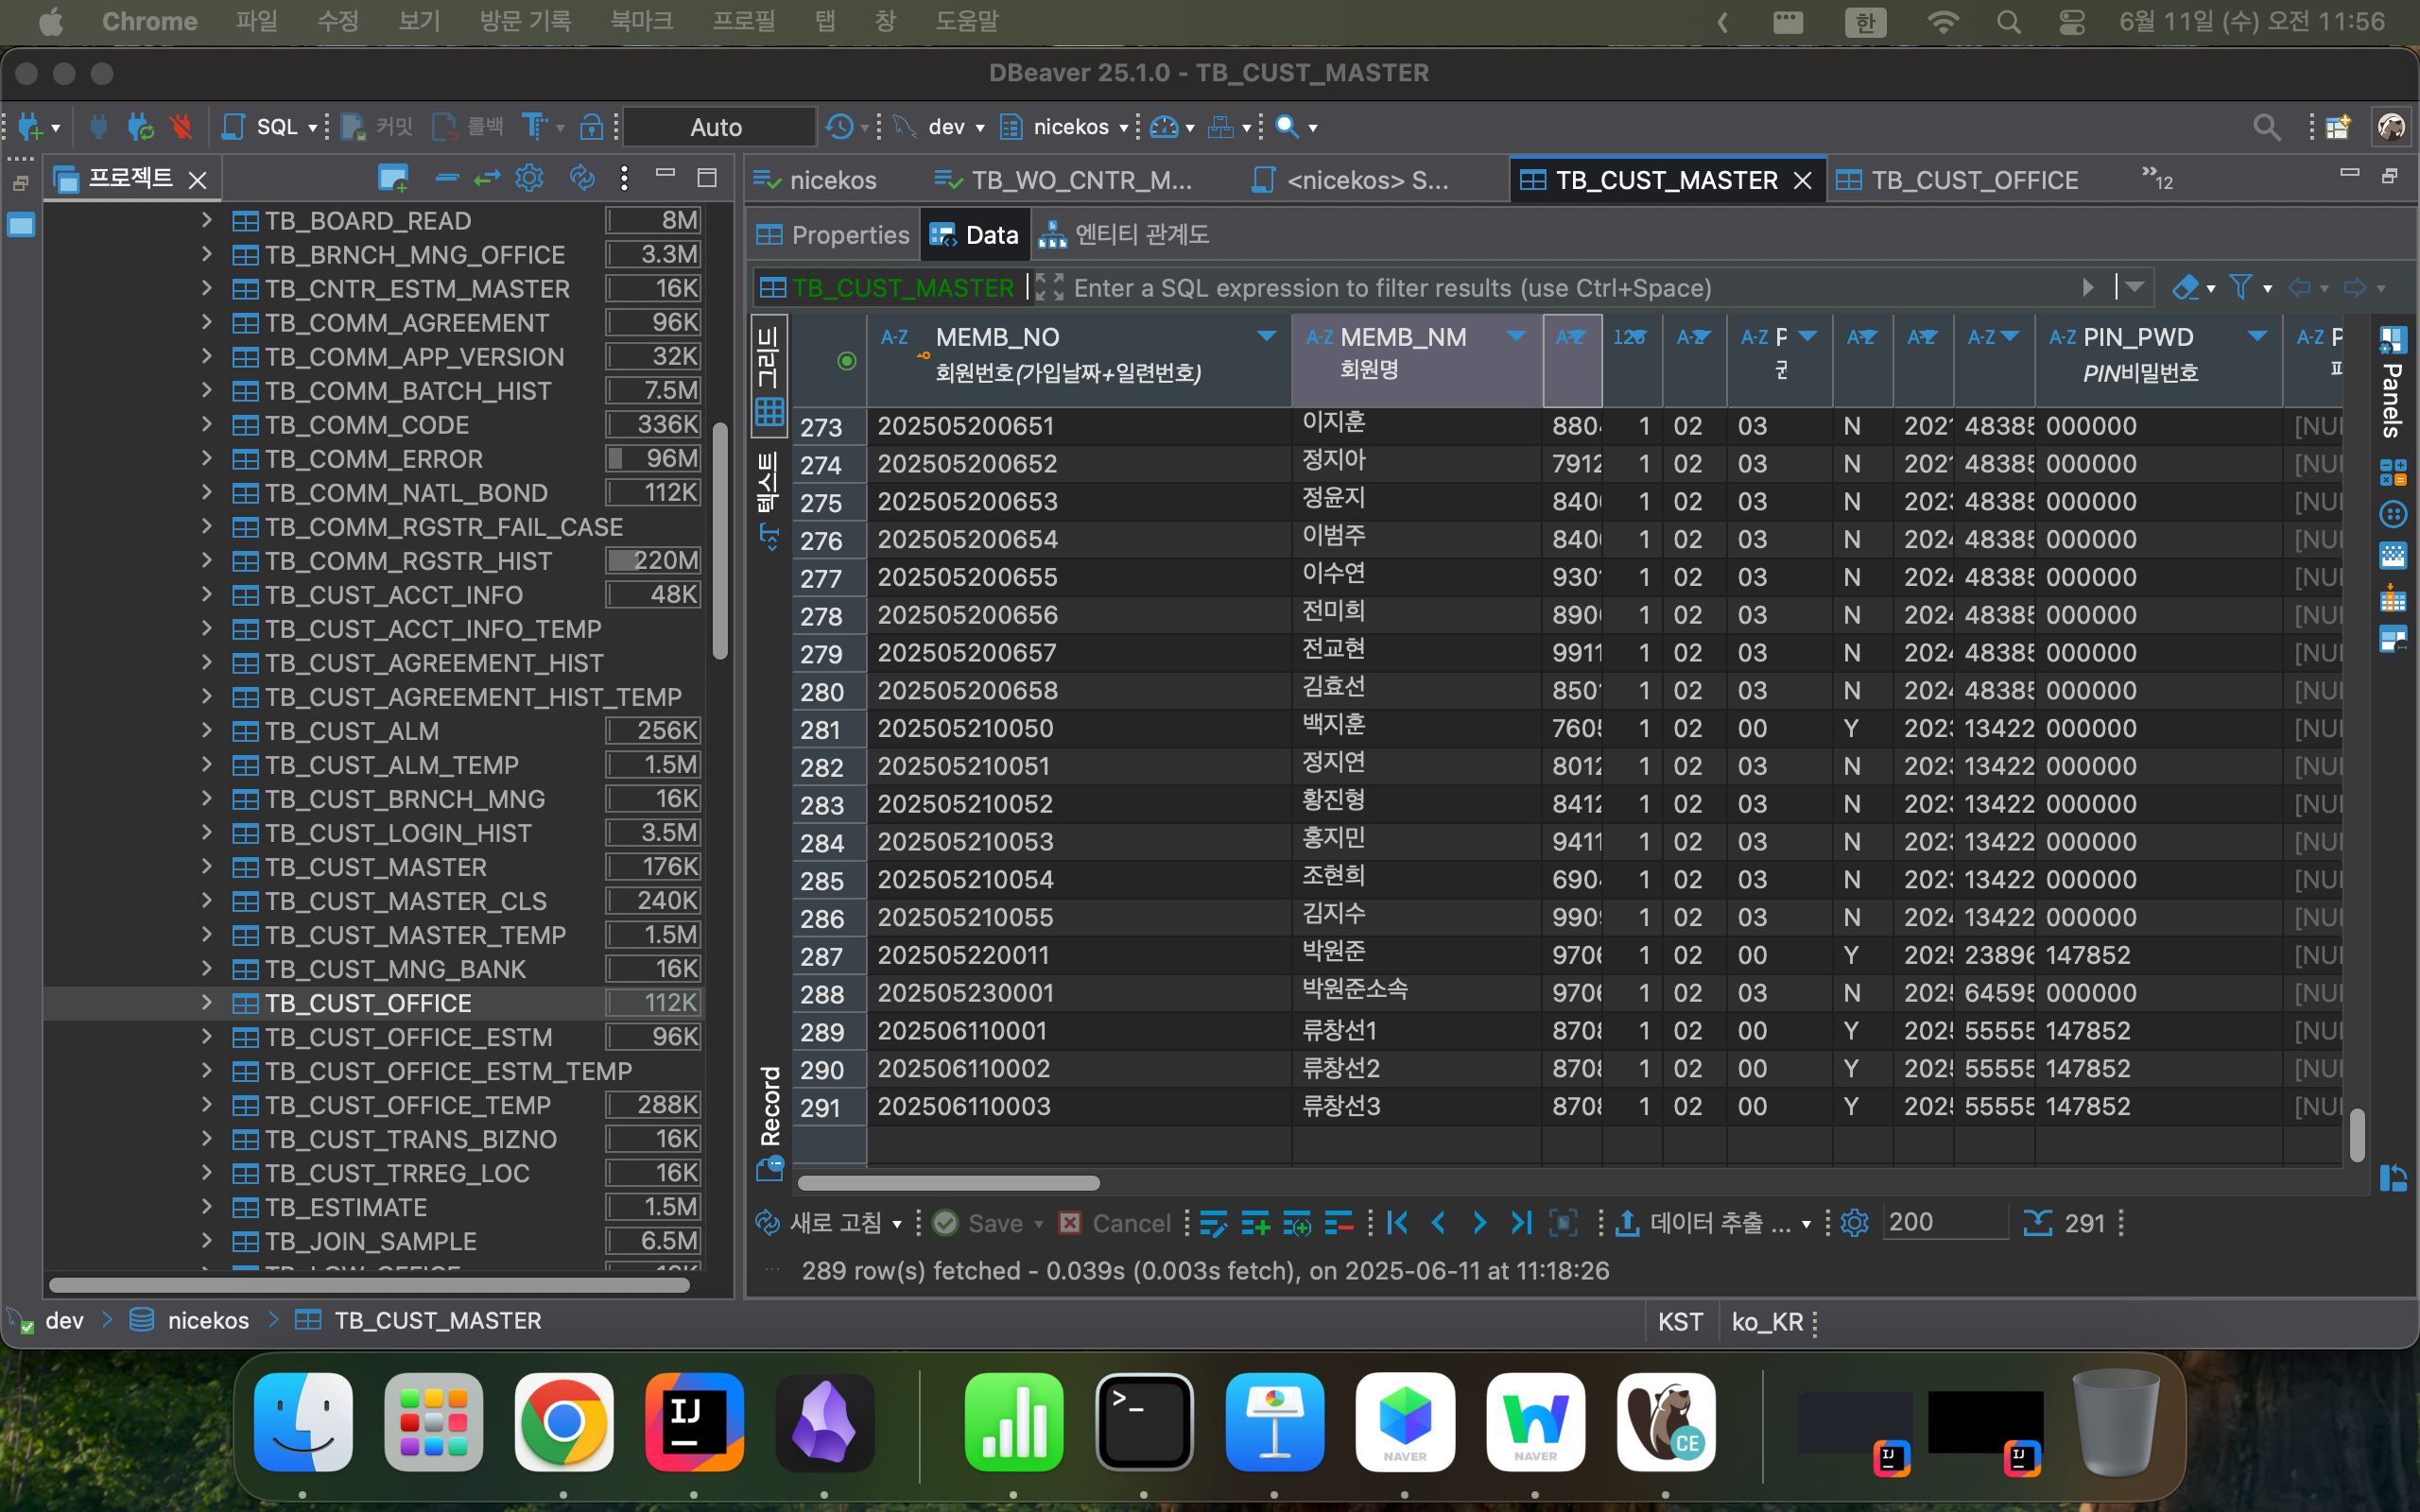 Chrome 파일 수정 보기 방문 기록 북마크 프로필 탭 창 도움말 한 6월 11일 (수) 오전 11:56
DBeaver 25.1.0 - TB_CUST_MASTER
SQL 커밋 롤백 Auto dev nicekos
프로젝트
nicekos TB_WO_CNTR_M... <nicekos> S... TB_CUST_MASTER TB_CUST_OFFICE 12
TB_BOARD_READ 8M
TB_BRNCH_MNG_OFFICE 3.3M
TB_CNTR_ESTM_MASTER 16K
TB_COMM_AGREEMENT 96K
TB_COMM_APP_VERSION 32K
TB_COMM_BATCH_HIST 7.5M
TB_COMM_CODE 336K
TB_COMM_ERROR 96M
TB_COMM_NATL_BOND 112K
TB_COMM_RGSTR_FAIL_CASE
TB_COMM_RGSTR_HIST 220M
TB_CUST_ACCT_INFO 48K
TB_CUST_ACCT_INFO_TEMP
TB_CUST_AGREEMENT_HIST
TB_CUST_AGREEMENT_HIST_TEMP
TB_CUST_ALM 256K
TB_CUST_ALM_TEMP 1.5M
TB_CUST_BRNCH_MNG 16K
TB_CUST_LOGIN_HIST 3.5M
TB_CUST_MASTER 176K
TB_CUST_MASTER_CLS 240K
TB_CUST_MASTER_TEMP 1.5M
TB_CUST_MNG_BANK 16K
TB_CUST_OFFICE 112K
TB_CUST_OFFICE_ESTM 96K
TB_CUST_OFFICE_ESTM_TEMP
TB_CUST_OFFICE_TEMP 288K
TB_CUST_TRANS_BIZNO 16K
TB_CUST_TRREG_LOC 16K
TB_ESTIMATE 1.5M
TB_JOIN_SAMPLE 6.5M
Properties Data 엔티티 관계도
TB_CUST_MASTER Enter a SQL expression to filter results (use Ctrl+Space)
그리드
텍스트
Record
Panels
A-Z MEMB_NO A-Z MEMB_NM A-Z 123 A-Z A-Z P A-Z A-Z A-Z A-Z PIN_PWD A-Z P
회원번호(가입날짜+일련번호) 회원명 PIN비밀번호
273 202505200651 이지훈 880 1 02 03 N 202 4838 000000 [NU
274 202505200652 정지아 7912 1 02 03 N 202 4838 000000 [NU
275 202505200653 정윤지 840 1 02 03 N 202 4838 000000 [NU
276 202505200654 이범주 840 1 02 03 N 202 4838 000000 [NU
277 202505200655 이수연 930 1 02 03 N 202 4838 000000 [NU
278 202505200656 전미희 890 1 02 03 N 202 4838 000000 [NU
279 202505200657 전교현 9911 1 02 03 N 202 4838 000000 [NU
280 202505200658 김효선 850 1 02 03 N 202 4838 000000 [NU
281 202505210050 백지훈 7605 1 02 00 Y 202 13422 000000 [NU
282 202505210051 정지연 8012 1 02 03 N 202 13422 000000 [NU
283 202505210052 황진형 8412 1 02 03 N 202 13422 000000 [NU
284 202505210053 홍지민 9411 1 02 03 N 202 13422 000000 [NU
285 202505210054 조현희 690 1 02 03 N 202 13422 000000 [NU
286 202505210055 김지수 990 1 02 03 N 202 13422 000000 [NU
287 202505220011 박원준 970 1 02 00 Y 202 2389 147852 [NU
288 202505230001 박원준소속 970 1 02 03 N 202 6459 000000 [NU
289 202506110001 류창선1 870 1 02 00 Y 202 5555 147852 [NU
290 202506110002 류창선2 870 1 02 00 Y 202 5555 147852 [NU
291 202506110003 류창선3 870 1 02 00 Y 202 5555 147852 [NU
새로 고침 Save Cancel 데이터 추출 ... 200 291
289 row(s) fetched - 0.039s (0.003s fetch), on 2025-06-11 at 11:18:26
dev nicekos TB_CUST_MASTER KST ko_KR
IJ >_ NAVER NAVER CE IJ IJ